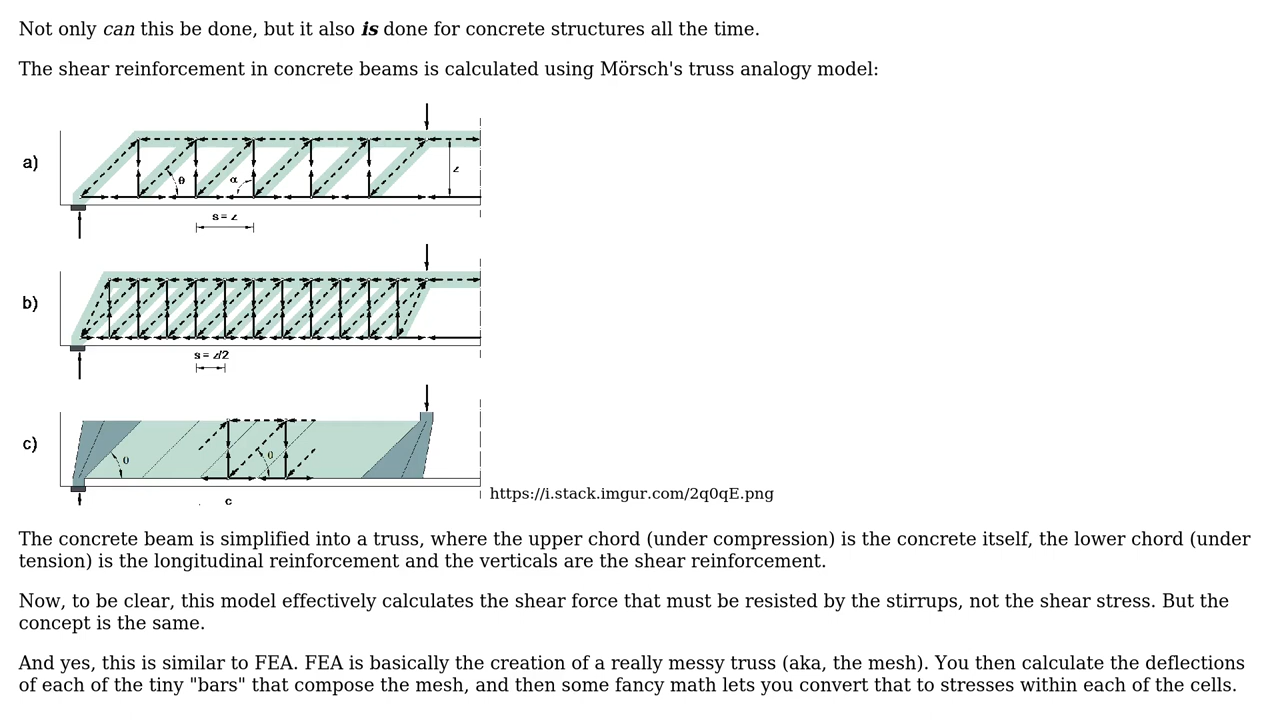 Not only can this be done, but it also is done for concrete structures all the time.
The shear reinforcement in concrete beams is calculated using Mörsch's truss analogy model:
a)
θ
α
z
s = z
b)
s = z/2
c)
θ
θ
c
https://i.stack.imgur.com/2q0qE.png
The concrete beam is simplified into a truss, where the upper chord (under compression) is the concrete itself, the lower chord (under
tension) is the longitudinal reinforcement and the verticals are the shear reinforcement.
Now, to be clear, this model effectively calculates the shear force that must be resisted by the stirrups, not the shear stress. But the
concept is the same.
And yes, this is similar to FEA. FEA is basically the creation of a really messy truss (aka, the mesh). You then calculate the deflections
of each of the tiny "bars" that compose the mesh, and then some fancy math lets you convert that to stresses within each of the cells.